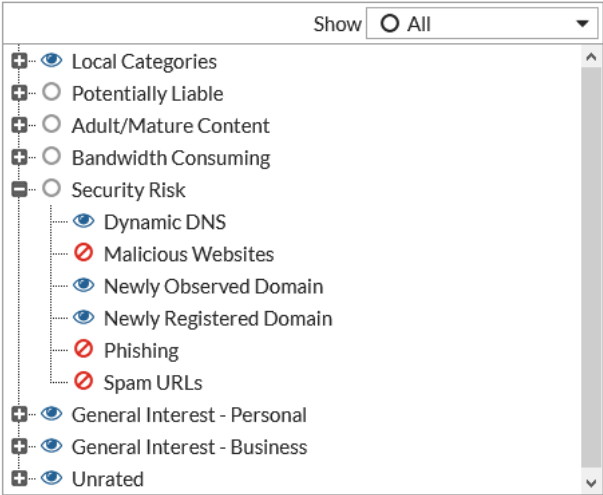 Show All
Local Categories
Potentially Liable
Adult/Mature Content
Bandwidth Consuming
Security Risk
Dynamic DNS
Malicious Websites
Newly Observed Domain
Newly Registered Domain
Phishing
Spam URLs
General Interest - Personal
General Interest - Business
Unrated